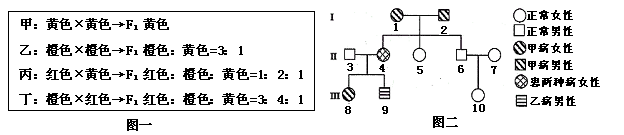 甲：黄色×黄色→F₁ 黄色
乙：橙色×橙色→F₁ 橙色：黄色=3：1
丙：红色×黄色→F₁ 红色：橙色：黄色=1：2：1
丁：橙色×红色→F₁ 红色：橙色：黄色=3：4：1
图一
I
1
2
II
3
4
5
6
7
III
8
9
10
图二
正常女性
正常男性
甲病女性
甲病男性
患两种病女性
乙病男性